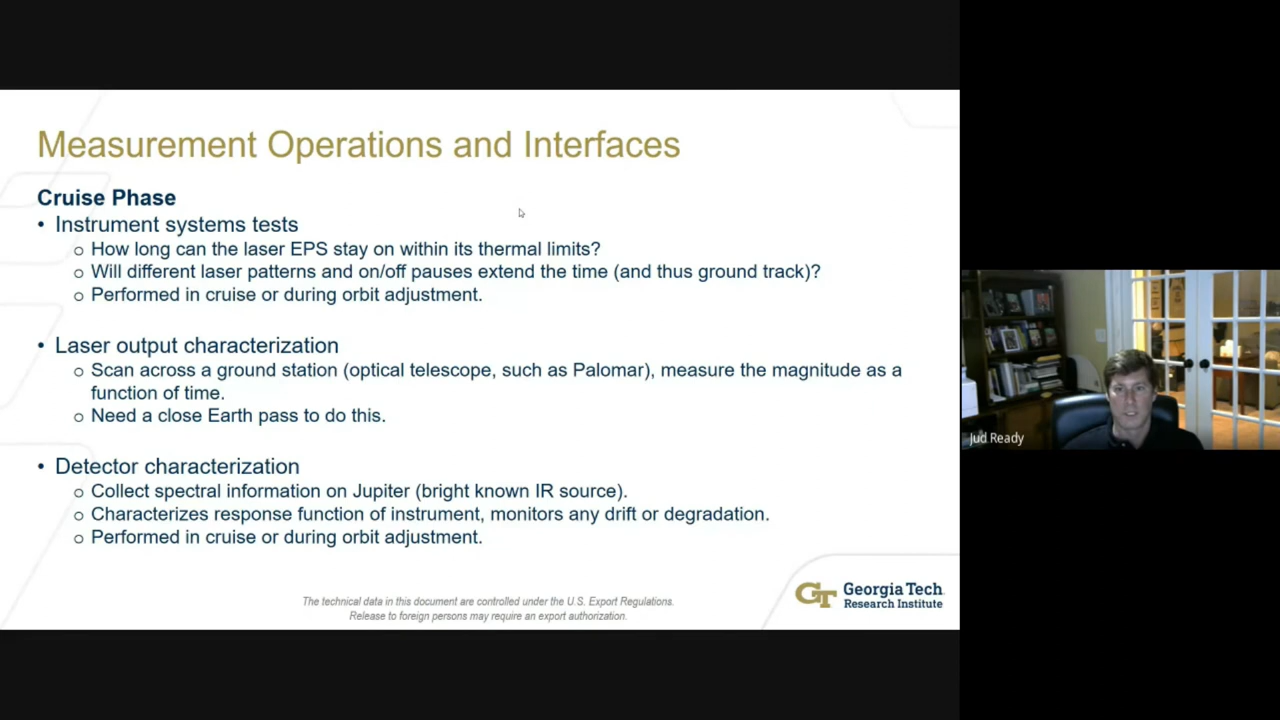 Measurement Operations and Interfaces
Cruise Phase
• Instrument systems tests
o How long can the laser EPS stay on within its thermal limits?
o Will different laser patterns and on/off pauses extend the time (and thus ground track)?
o Performed in cruise or during orbit adjustment.
• Laser output characterization
o Scan across a ground station (optical telescope, such as Palomar), measure the magnitude as a
function of time.
o Need a close Earth pass to do this.
• Detector characterization
o Collect spectral information on Jupiter (bright known IR source).
o Characterizes response function of instrument, monitors any drift or degradation.
o Performed in cruise or during orbit adjustment.
The technical data in this document are controlled under the U.S. Export Regulations.
Release to foreign persons may require an export authorization.
GT Georgia Tech
Research Institute
Jud Ready